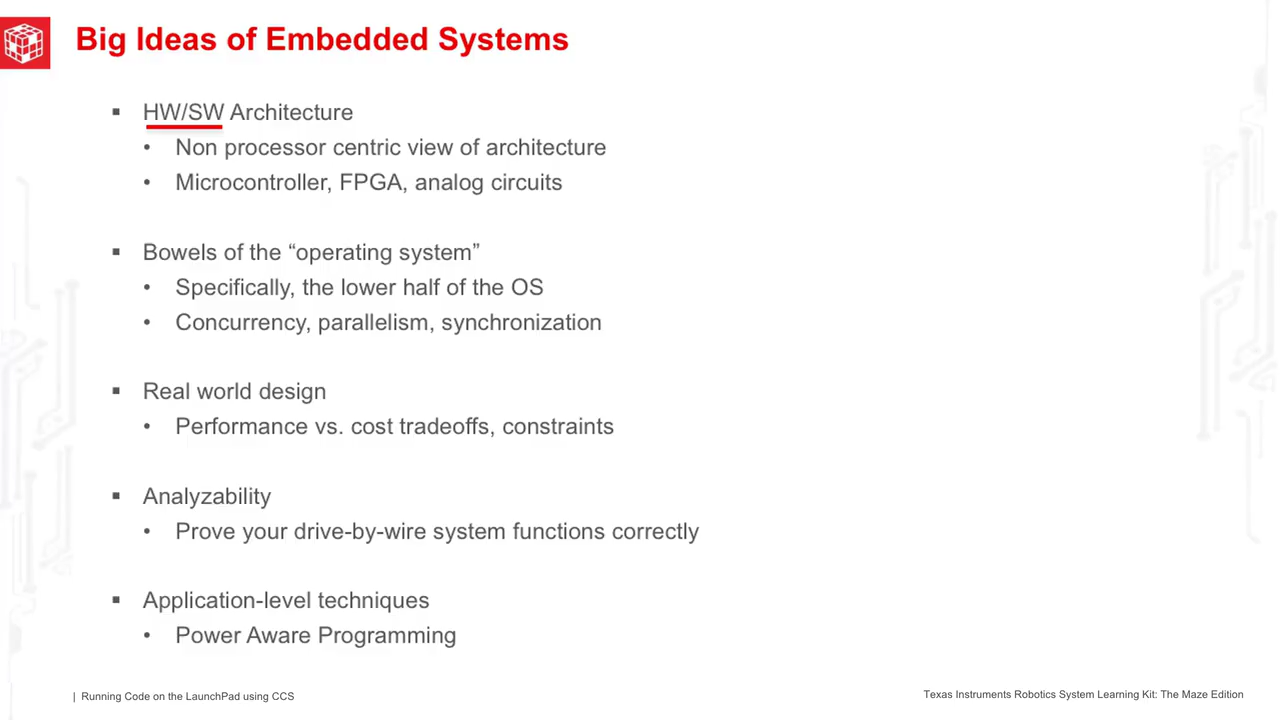 Big Ideas of Embedded Systems
▪ HW/SW Architecture
• Non processor centric view of architecture
• Microcontroller, FPGA, analog circuits
▪ Bowels of the “operating system”
• Specifically, the lower half of the OS
• Concurrency, parallelism, synchronization
▪ Real world design
• Performance vs. cost tradeoffs, constraints
▪ Analyzability
• Prove your drive-by-wire system functions correctly
▪ Application-level techniques
• Power Aware Programming
| Running Code on the LaunchPad using CCS
Texas Instruments Robotics System Learning Kit: The Maze Edition